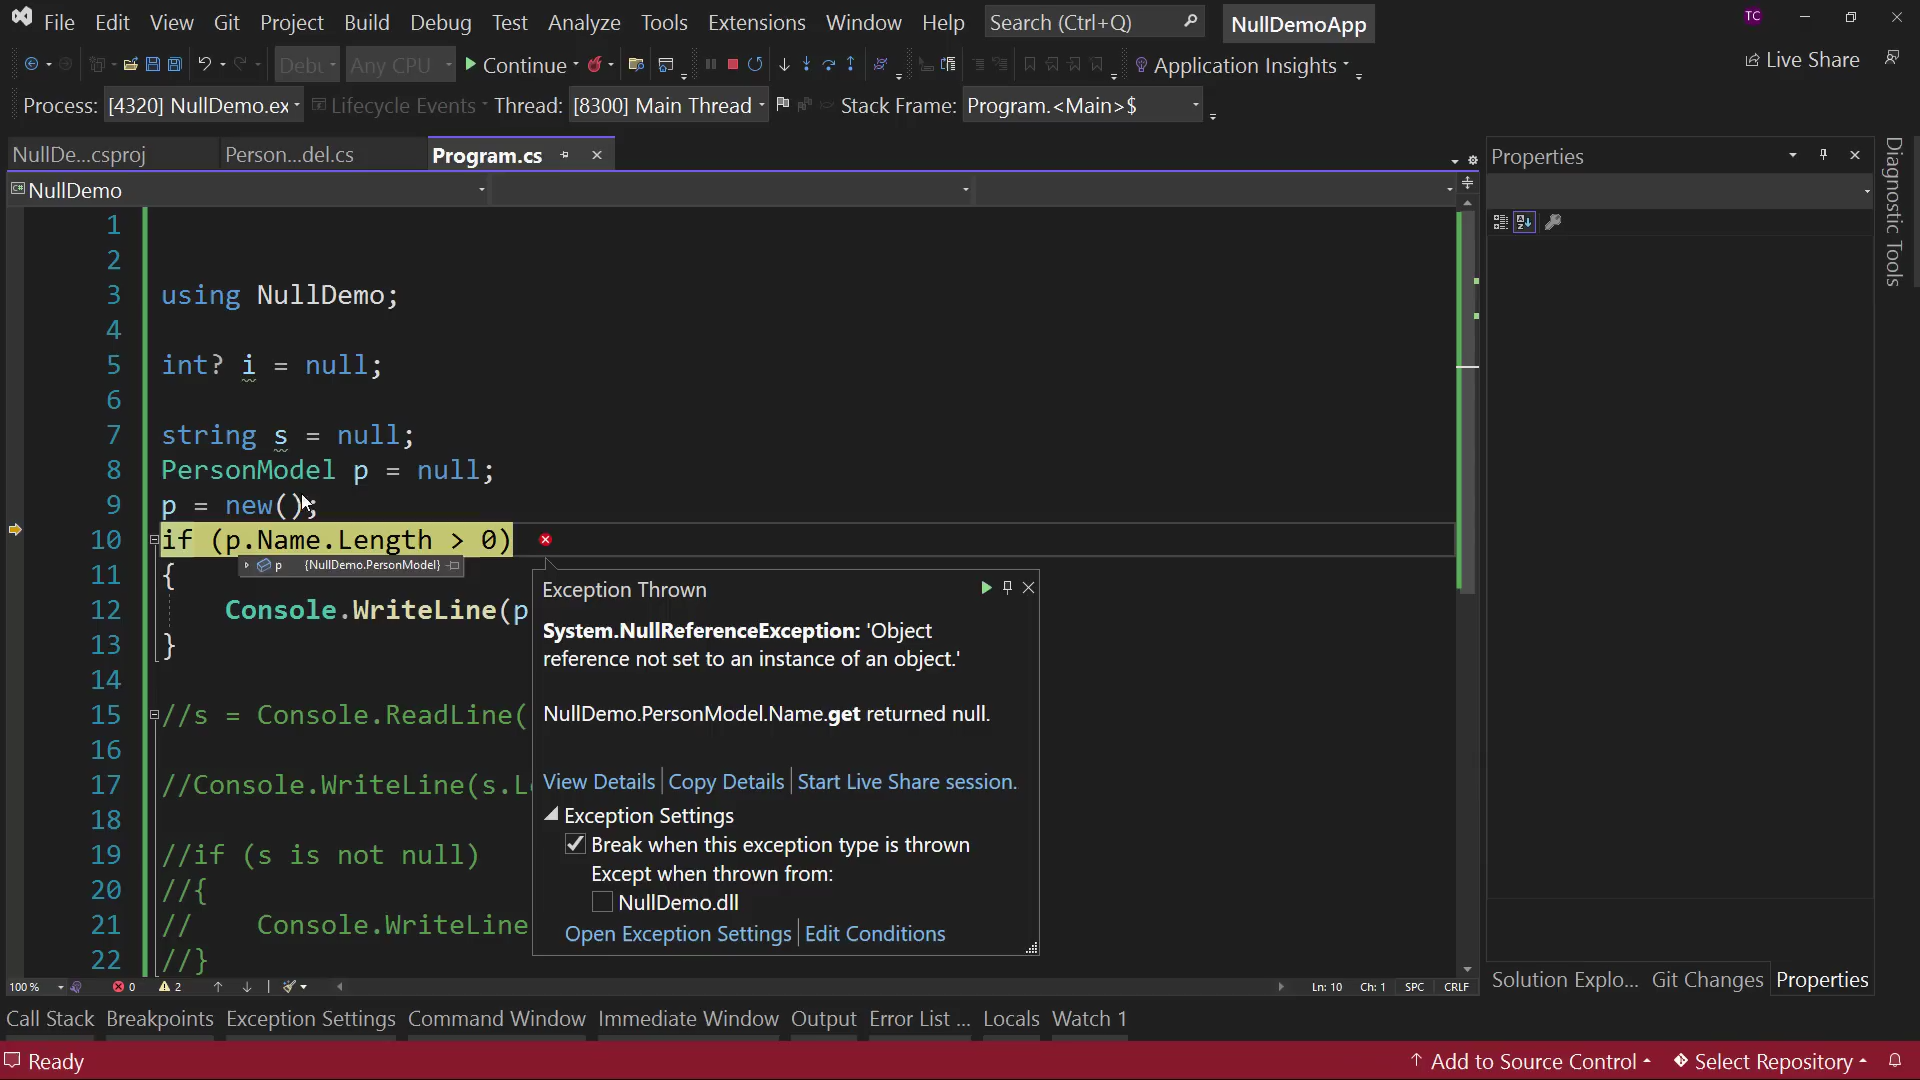 File Edit View Git Project Build Debug Test Analyze Tools Extensions Window Help Search (Ctrl+Q) NullDemoApp TC
Debu Any CPU Continue Application Insights Live Share
Process: [4320] NullDemo.ex Lifecycle Events Thread: [8300] Main Thread Stack Frame: Program.<Main>$
NullDe...csproj Person...del.cs Program.cs Properties
NullDemo
Diagnostic Tools
1
2
3 using NullDemo;
4
5 int? i = null;
6
7 string s = null;
8 PersonModel p = null;
9 p = new();
10 if (p.Name.Length > 0)
p {NullDemo.PersonModel}
11 {
12 Console.WriteLine(p
13 }
14
15 //s = Console.ReadLine(
16
17 //Console.WriteLine(s.L
18
19 //if (s is not null)
20 //{
21 // Console.WriteLine
22 //}
Exception Thrown
System.NullReferenceException: 'Object
reference not set to an instance of an object.'
NullDemo.PersonModel.Name.get returned null.
View Details Copy Details Start Live Share session.
Exception Settings
Break when this exception type is thrown
Except when thrown from:
NullDemo.dll
Open Exception Settings Edit Conditions
100 % 0 2 Ln: 10 Ch: 1 SPC CRLF
Solution Explo... Git Changes Properties
Call Stack Breakpoints Exception Settings Command Window Immediate Window Output Error List ... Locals Watch 1
Ready Add to Source Control Select Repository